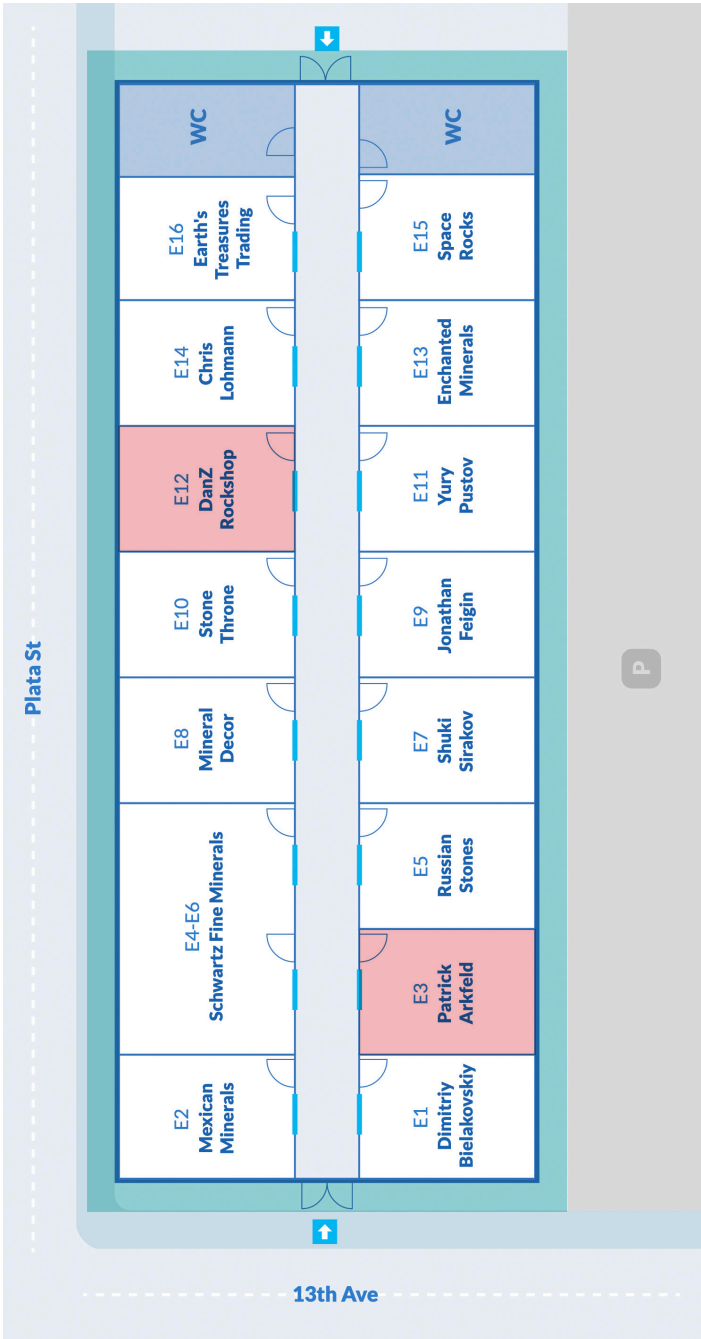 WC
WC
E16
Earth's
Treasures
Trading
E15
Space
Rocks
E14
Chris
Lohmann
E13
Enchanted
Minerals
E12
DanZ
Rockshop
E11
Yury
Pustov
E10
Stone
Throne
E9
Jonathan
Feigin
Plata St
P
E8
Mineral
Decor
E7
Shuki
Sirakov
E4-E6
Schwartz Fine Minerals
E5
Russian
Stones
E3
Patrick
Arkfeld
E2
Mexican
Minerals
E1
Dimitriy
Bielakovskiy
13th Ave